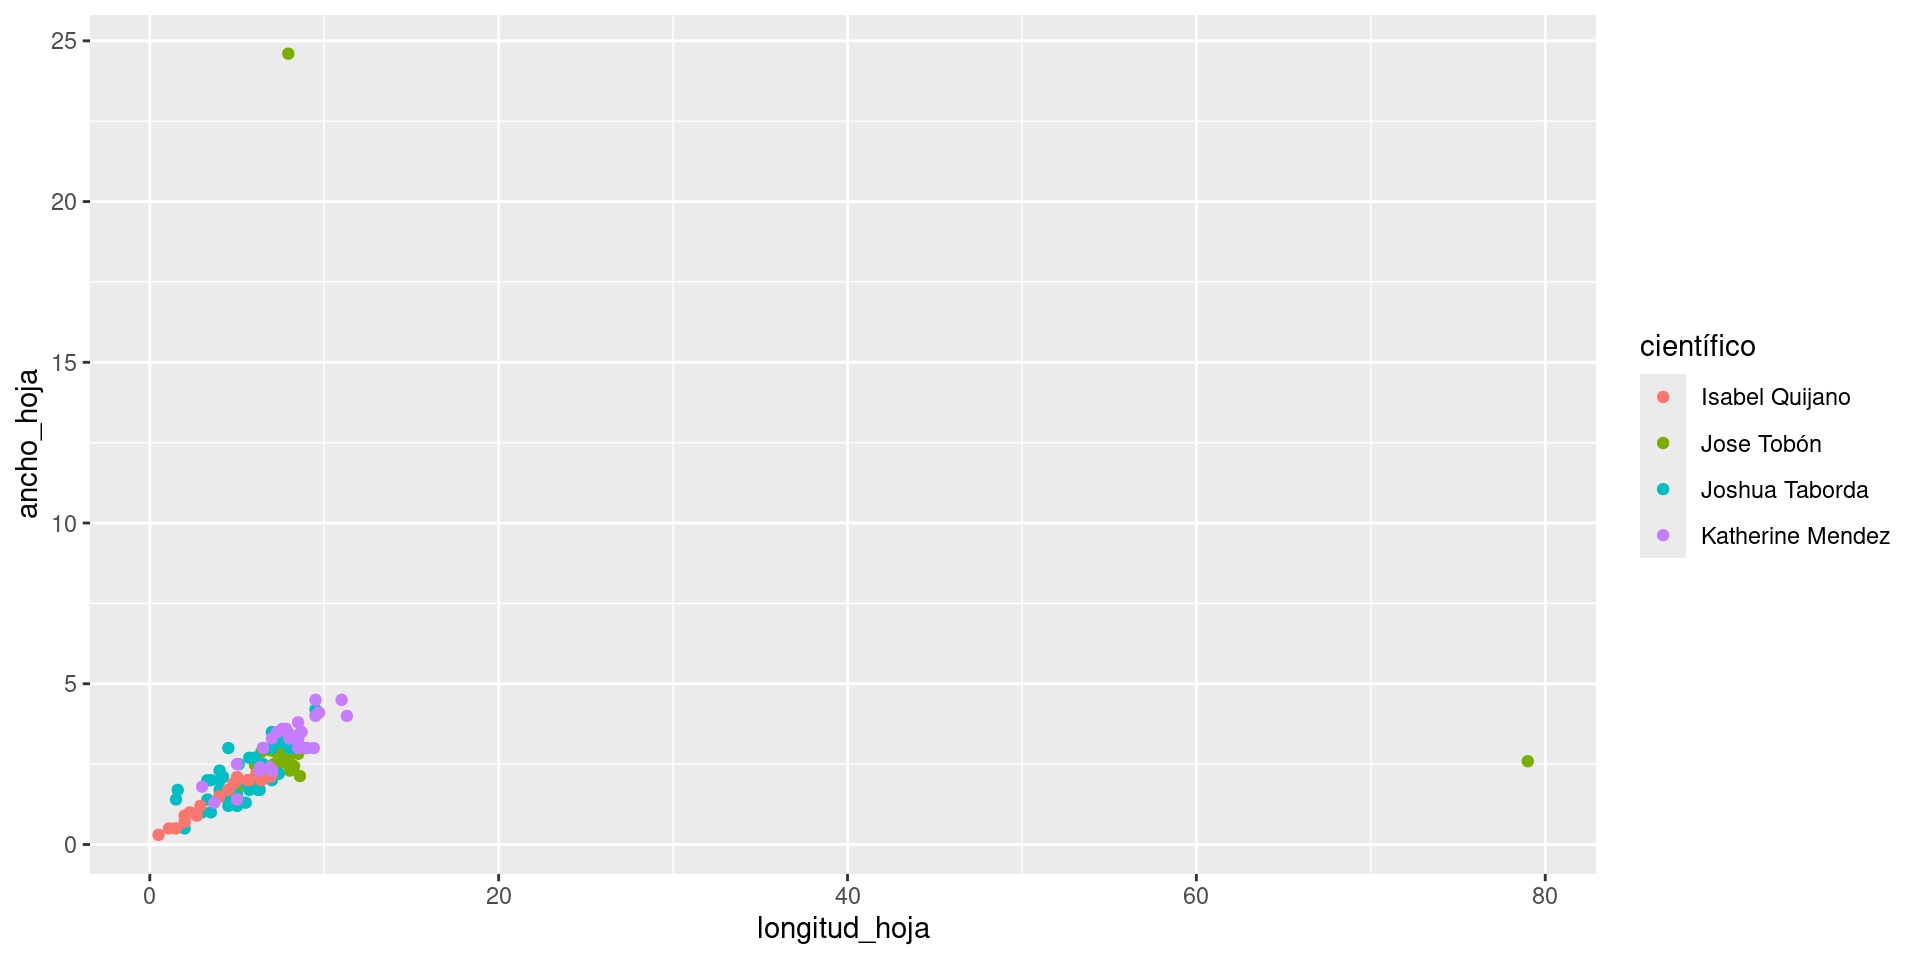 25
20
15
10
5
0
ancho_hoja
0
20
40
60
80
longitud_hoja
científico
Isabel Quijano
Jose Tobón
Joshua Taborda
Katherine Mendez